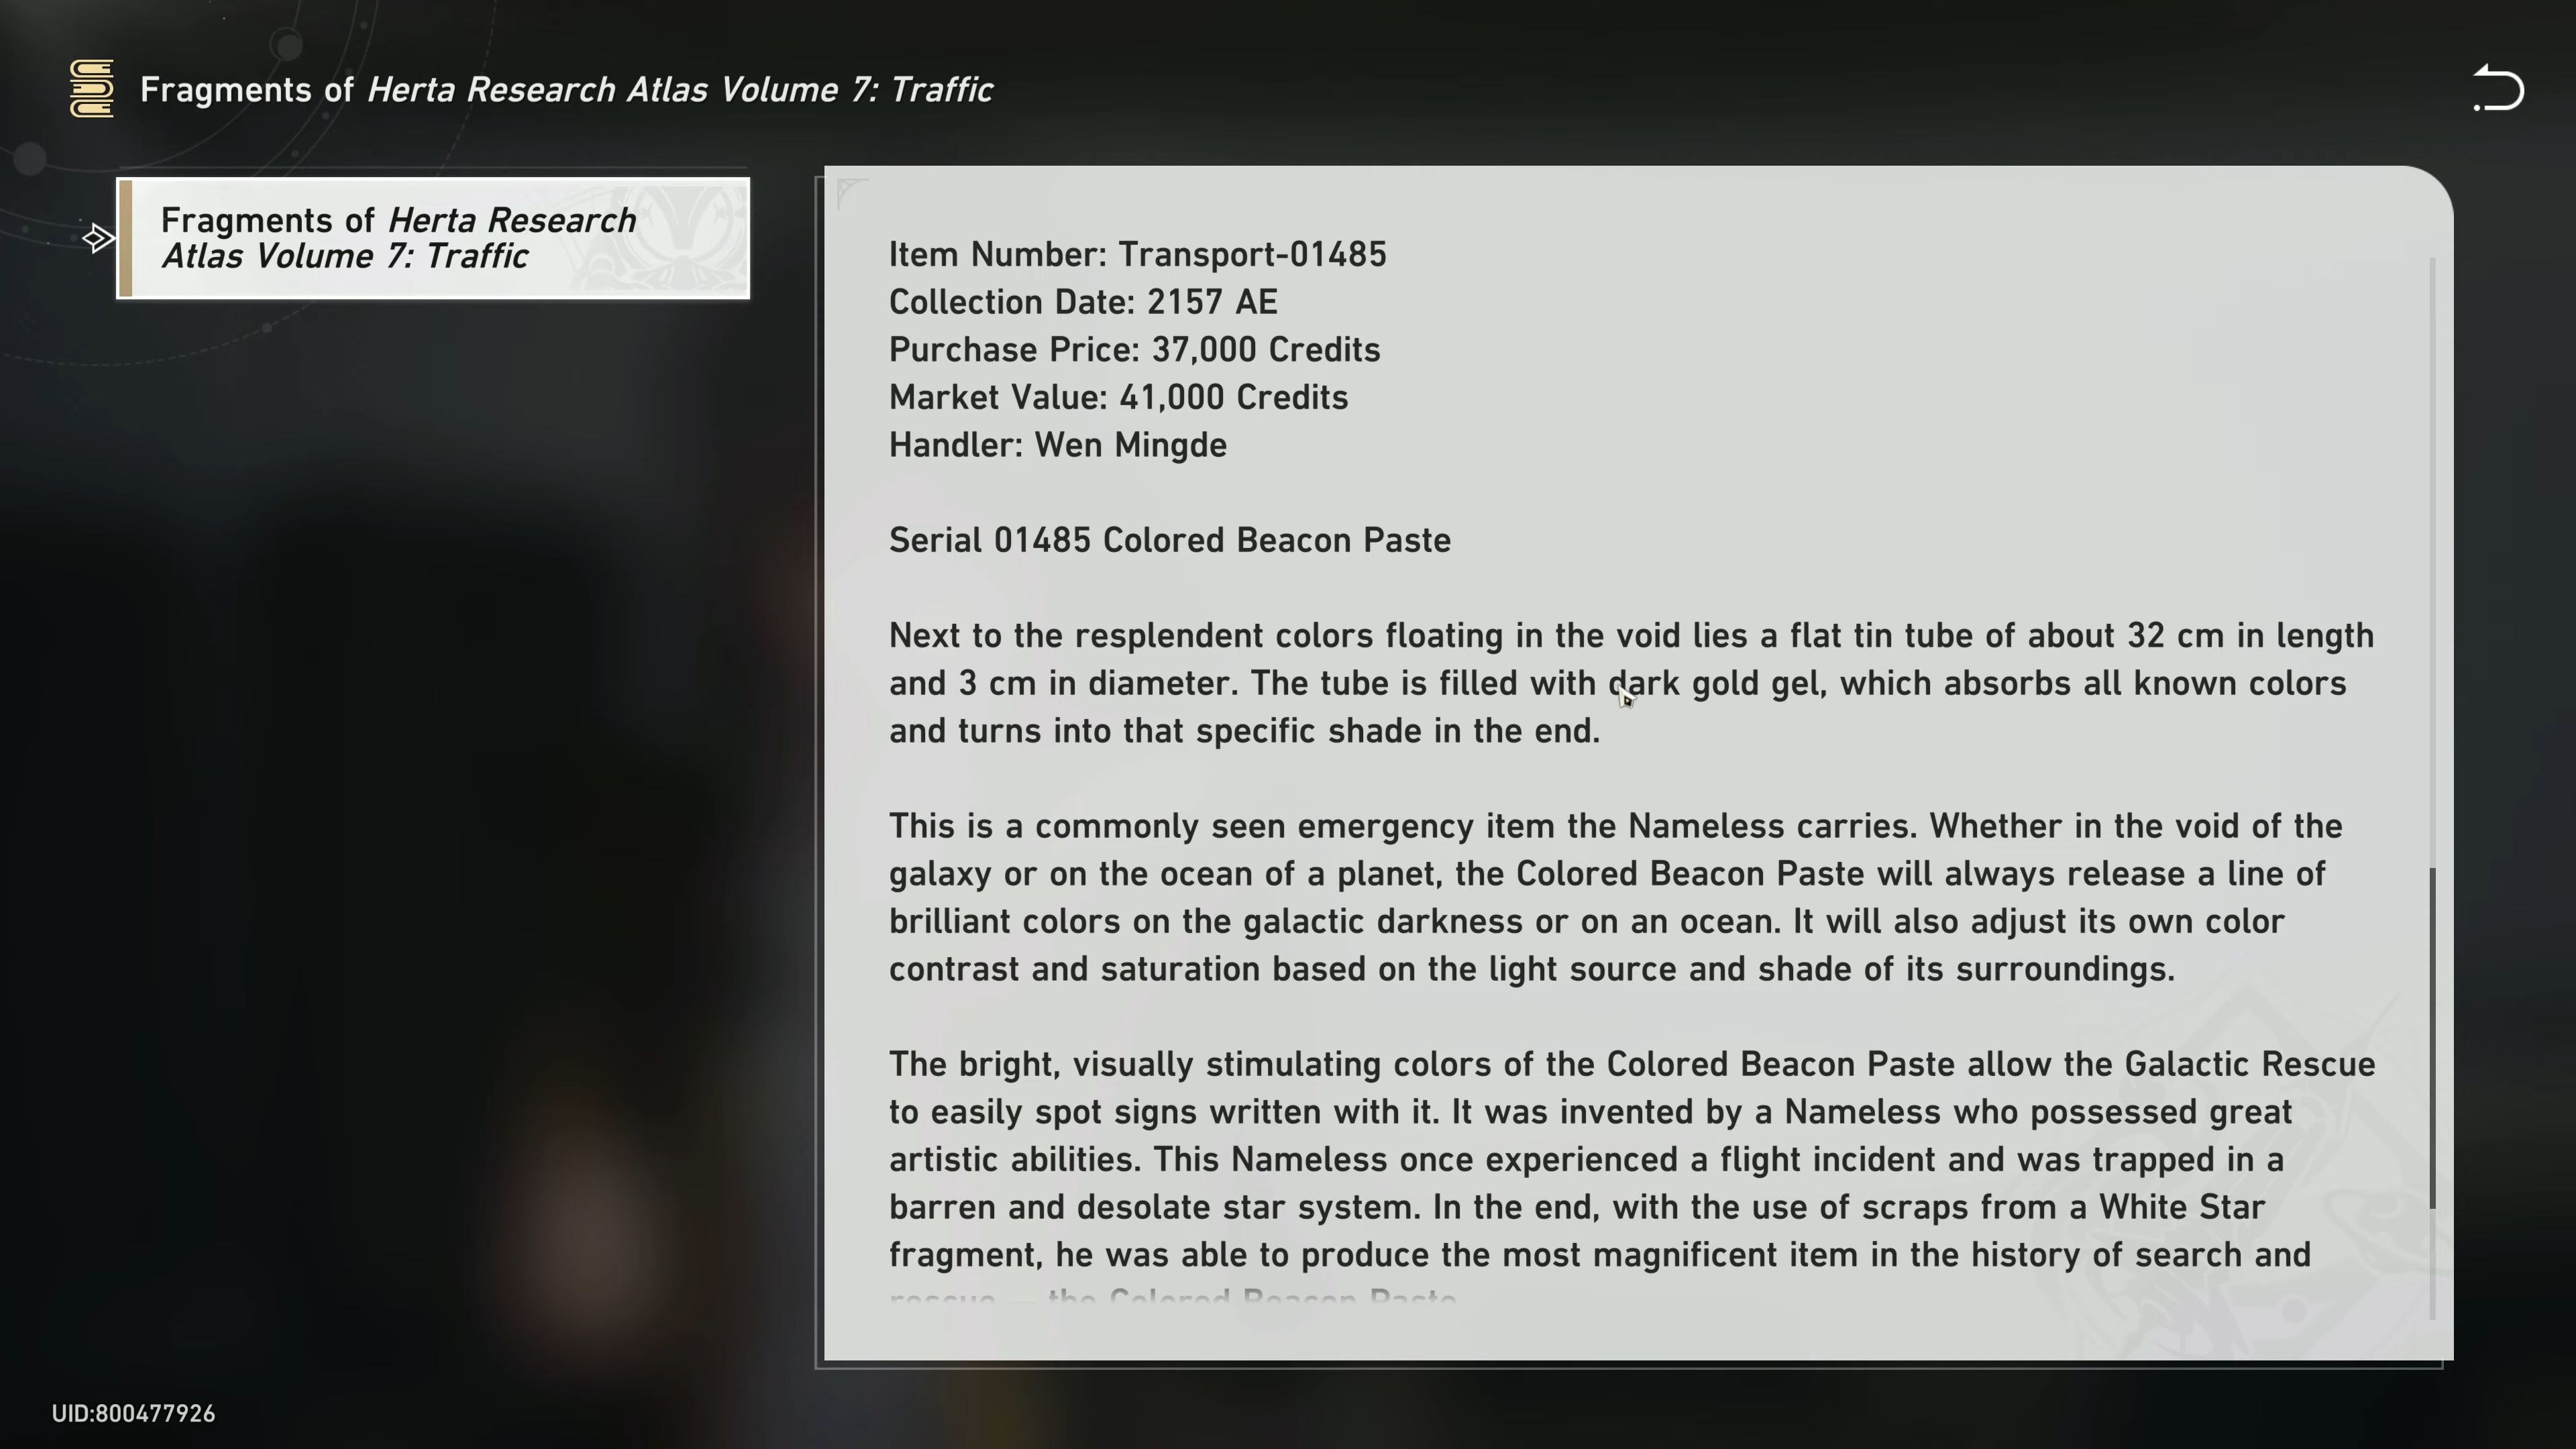 Fragments of Herta Research Atlas Volume 7: Traffic
Fragments of Herta Research
Atlas Volume 7: Traffic
Item Number: Transport-01485
Collection Date: 2157 AE
Purchase Price: 37,000 Credits
Market Value: 41,000 Credits
Handler: Wen Mingde
Serial 01485 Colored Beacon Paste
Next to the resplendent colors floating in the void lies a flat tin tube of about 32 cm in length
and 3 cm in diameter. The tube is filled with dark gold gel, which absorbs all known colors
and turns into that specific shade in the end.
This is a commonly seen emergency item the Nameless carries. Whether in the void of the
galaxy or on the ocean of a planet, the Colored Beacon Paste will always release a line of
brilliant colors on the galactic darkness or on an ocean. It will also adjust its own color
contrast and saturation based on the light source and shade of its surroundings.
The bright, visually stimulating colors of the Colored Beacon Paste allow the Galactic Rescue
to easily spot signs written with it. It was invented by a Nameless who possessed great
artistic abilities. This Nameless once experienced a flight incident and was trapped in a
barren and desolate star system. In the end, with the use of scraps from a White Star
fragment, he was able to produce the most magnificent item in the history of search and
rescue — the Colored Beacon Paste
UID:800477926